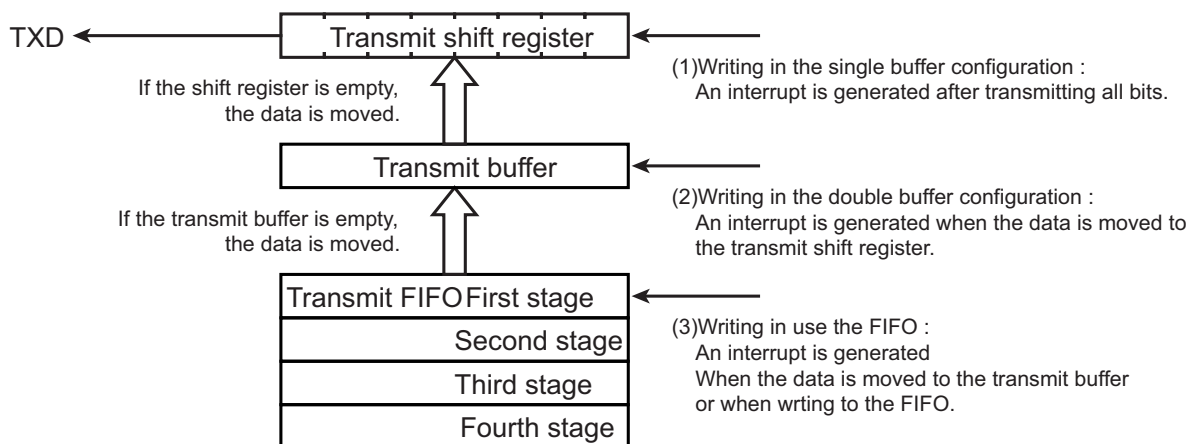 TXD
Transmit shift register
(1)Writing in the single buffer configuration :
An interrupt is generated after transmitting all bits.
If the shift register is empty,
the data is moved.
Transmit buffer
(2)Writing in the double buffer configuration :
An interrupt is generated when the data is moved to
the transmit shift register.
If the transmit buffer is empty,
the data is moved.
Transmit FIFO First stage
Second stage
Third stage
Fourth stage
(3)Writing in use the FIFO :
An interrupt is generated
When the data is moved to the transmit buffer
or when wrting to the FIFO.